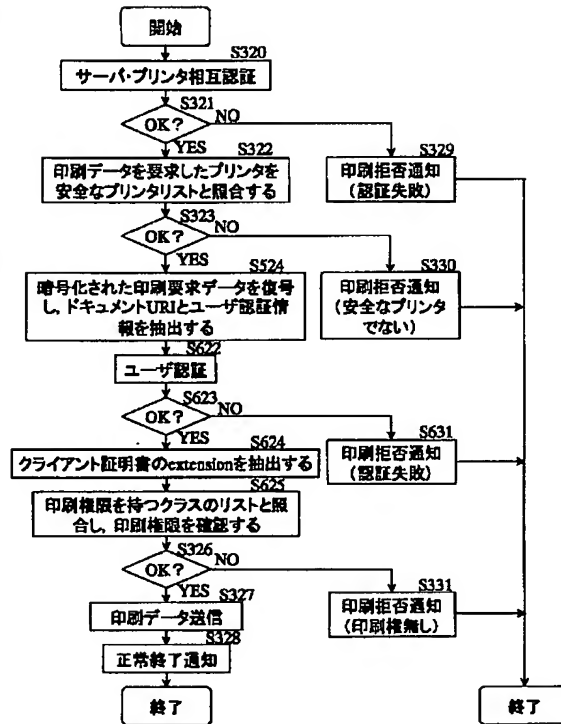 開始
S320
サーバ・プリンタ相互認証
S321
OK?
NO
YES
S322
S329
印刷データを要求したプリンタを
安全なプリンタリストと照合する
印刷拒否通知
(認証失敗)
S323
OK?
NO
YES
S524
S330
暗号化された印刷要求データを復号
し,ドキュメントURIとユーザ認証情
報を抽出する
印刷拒否通知
(安全なプリンタ
でない)
S622
ユーザ認証
S623
OK?
NO
YES
S624
S631
クライアント証明書のextensionを抽出する
印刷拒否通知
(認証失敗)
S625
印刷権限を持つクラスのリストと照
合し,印刷権限を確認する
S326
OK?
NO
YES
S327
S331
印刷データ送信
印刷拒否通知
(印刷権無し)
S328
正常終了通知
終了
終了